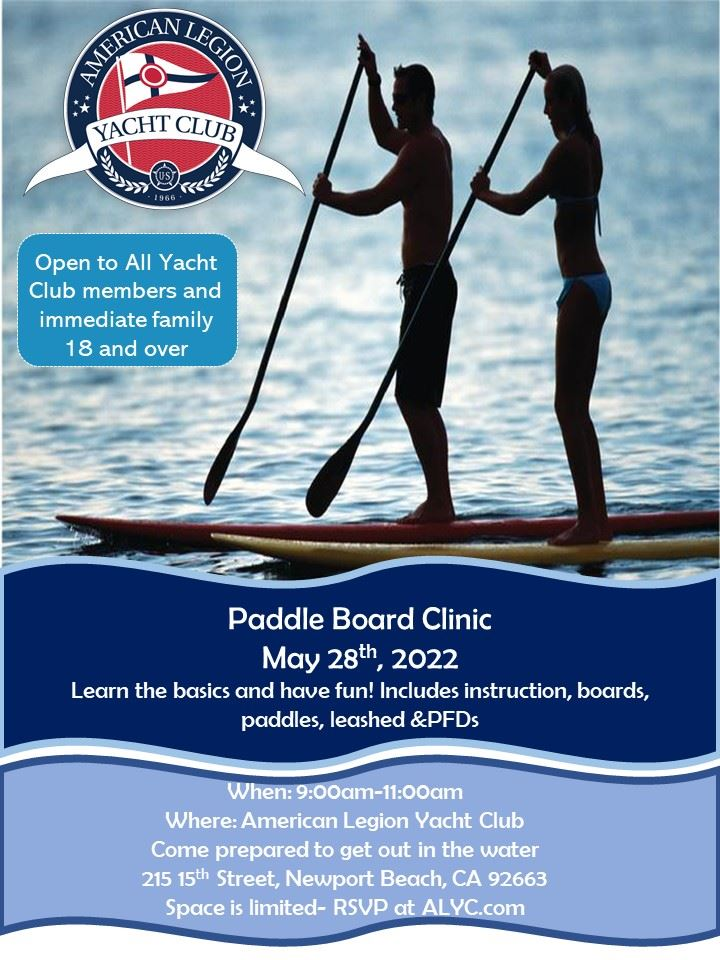 AMERICAN LEGION
YACHT CLUB
US
· 1966 ·
Open to All Yacht
Club members and
immediate family
18 and over
Paddle Board Clinic
May 28th, 2022
Learn the basics and have fun! Includes instruction, boards,
paddles, leashed &PFDs
When: 9:00am-11:00am
Where: American Legion Yacht Club
Come prepared to get out in the water
215 15th Street, Newport Beach, CA 92663
Space is limited- RSVP at ALYC.com